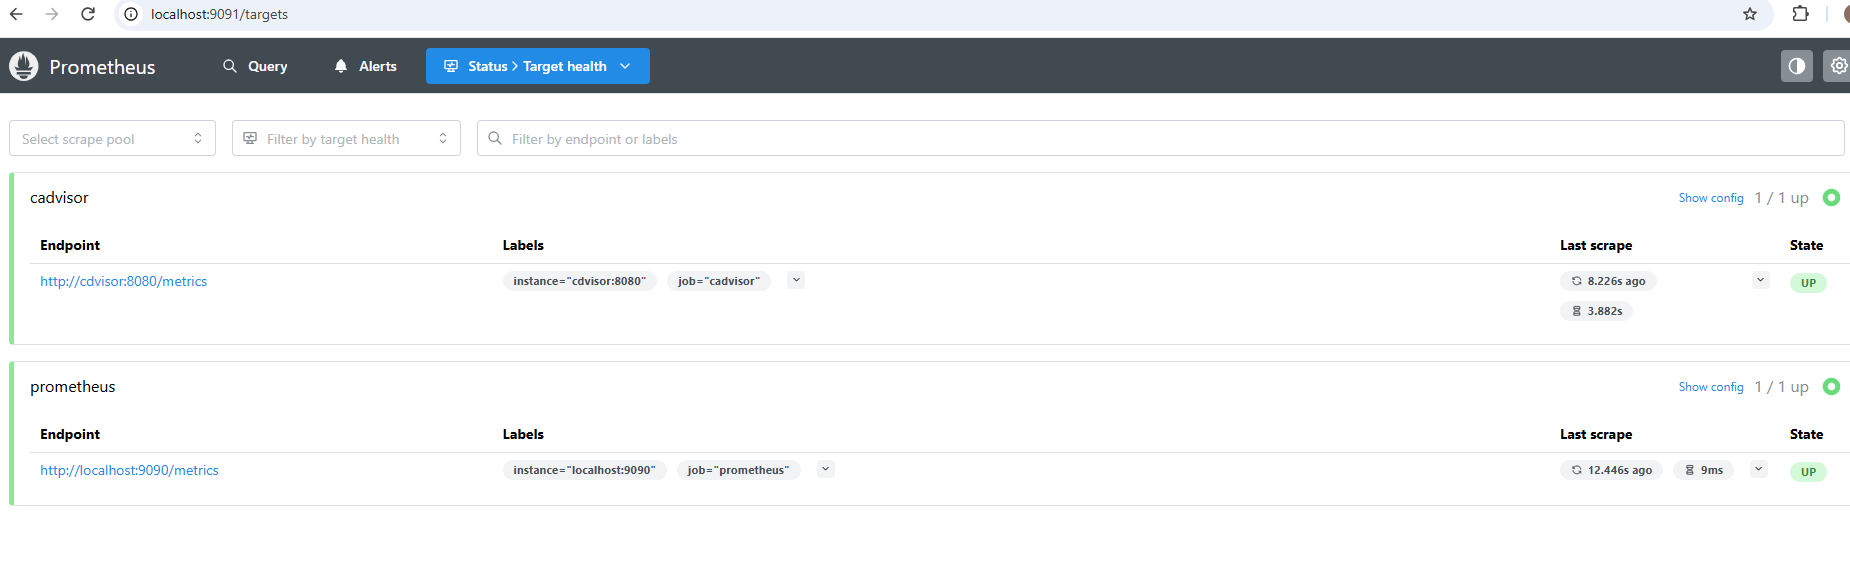 localhost:9091/targets
Prometheus Query Alerts Status > Target health
Select scrape pool Filter by target health Filter by endpoint or labels
cadvisor Show config 1 / 1 up
Endpoint Labels Last scrape State
http://cdvisor:8080/metrics instance="cdvisor:8080" job="cadvisor" 8.226s ago UP
3.882s
prometheus Show config 1 / 1 up
Endpoint Labels Last scrape State
http://localhost:9090/metrics instance="localhost:9090" job="prometheus" 12.446s ago 9ms UP